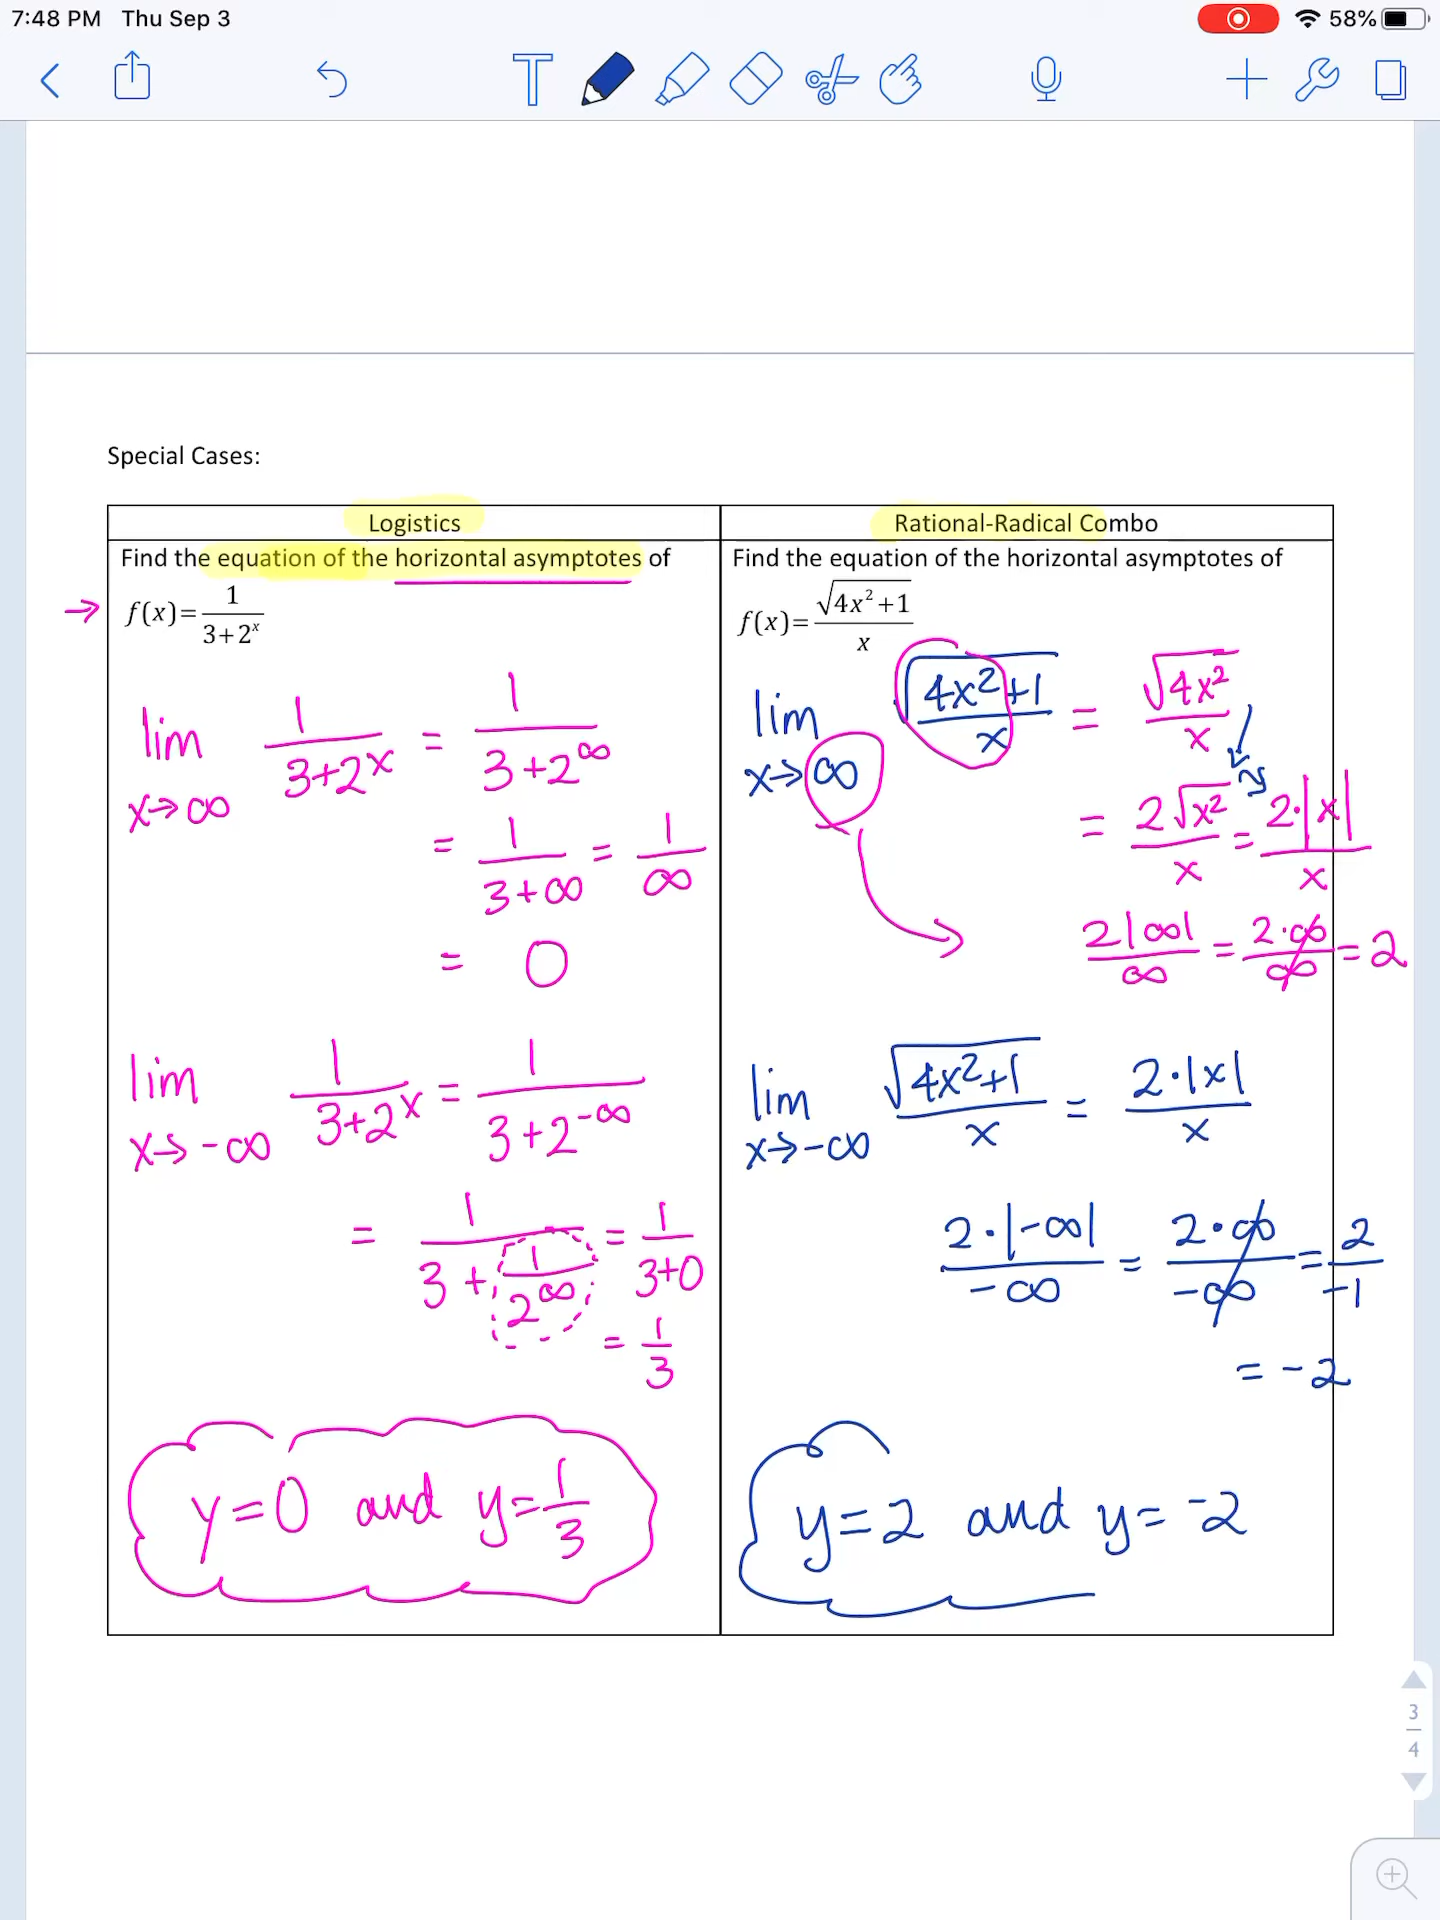 7:48 PM Thu Sep 3
58%
T
Special Cases:
Logistics
Find the equation of the horizontal asymptotes of
→ f(x)=1/(3+2^x)
lim x→∞ 1/(3+2^x) = 1/(3+2^∞)
= 1/(3+∞) = 1/∞
= 0
lim x→-∞ 1/(3+2^x) = 1/(3+2^-∞)
= 1/(3+1/2^∞) = 1/(3+0)
= 1/3
y=0 and y=1/3
Rational-Radical Combo
Find the equation of the horizontal asymptotes of
f(x)=√(4x²+1)/x
lim x→∞ √(4x²+1)/x = √(4x²)/x
= 2√(x²)/x = 2·|x|/x
2|∞|/∞ = 2·∞/∞ = 2
lim x→-∞ √(4x²+1)/x = 2·|x|/x
2·|-∞|/-∞ = 2·∞/-∞ = 2/-1
= -2
y=2 and y=-2
3
4